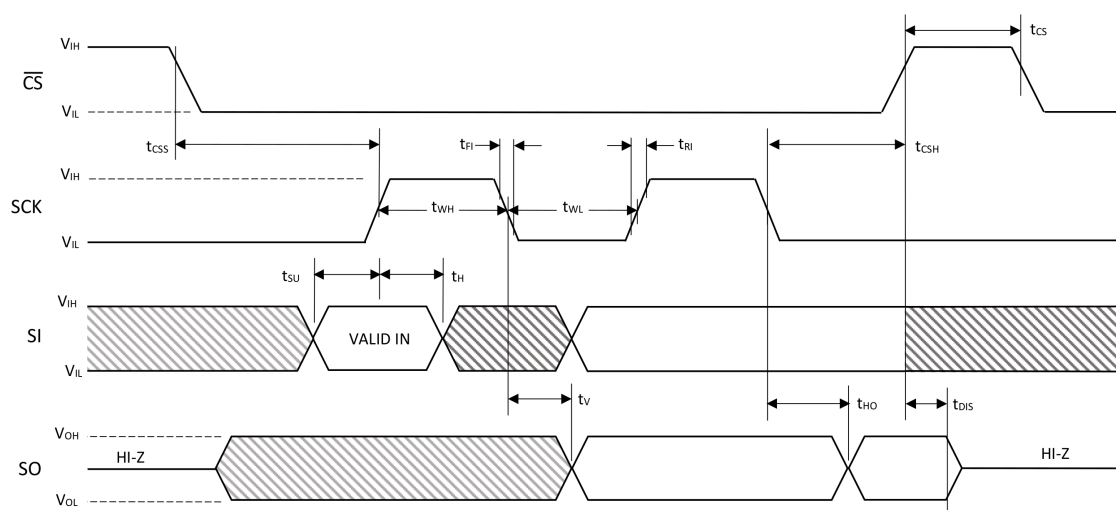 VIH
tCS
CS
VIL
tCSS
tFI
tRI
tCSH
VIH
SCK
tWH
tWL
VIL
tSU
tH
VIH
SI
VALID IN
VIL
tV
tHO
tDIS
VOH
SO
HI-Z
HI-Z
VOL